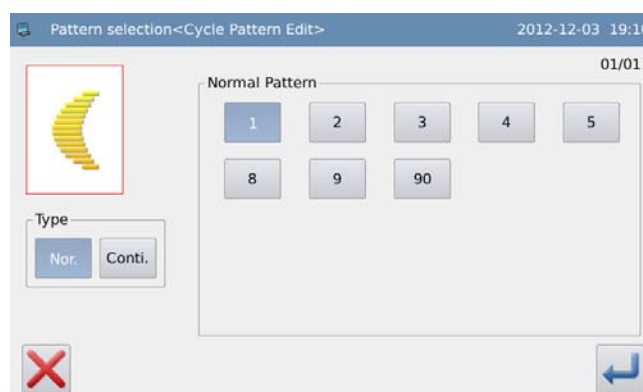 Pattern selection<Cycle Pattern Edit> 2012-12-03 19:10
01/01
Normal Pattern
1 2 3 4 5
8 9 90
Type
Nor. Conti.